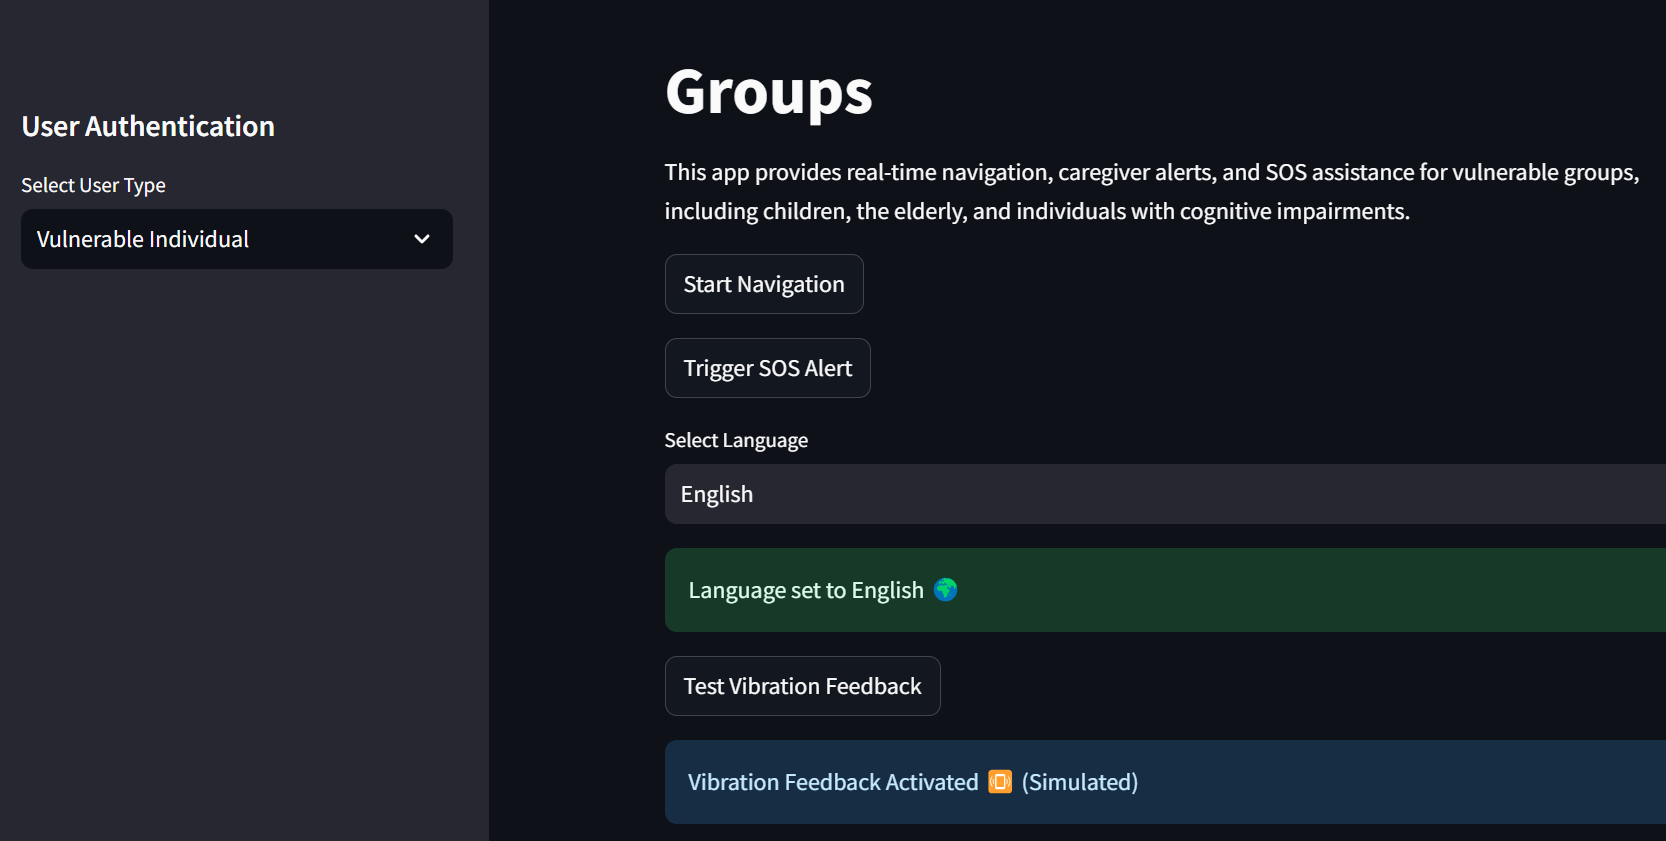 User Authentication
Select User Type
Vulnerable Individual
Groups
This app provides real-time navigation, caregiver alerts, and SOS assistance for vulnerable groups,
including children, the elderly, and individuals with cognitive impairments.
Start Navigation
Trigger SOS Alert
Select Language
English
Language set to English 🌍
Test Vibration Feedback
Vibration Feedback Activated 📳 (Simulated)